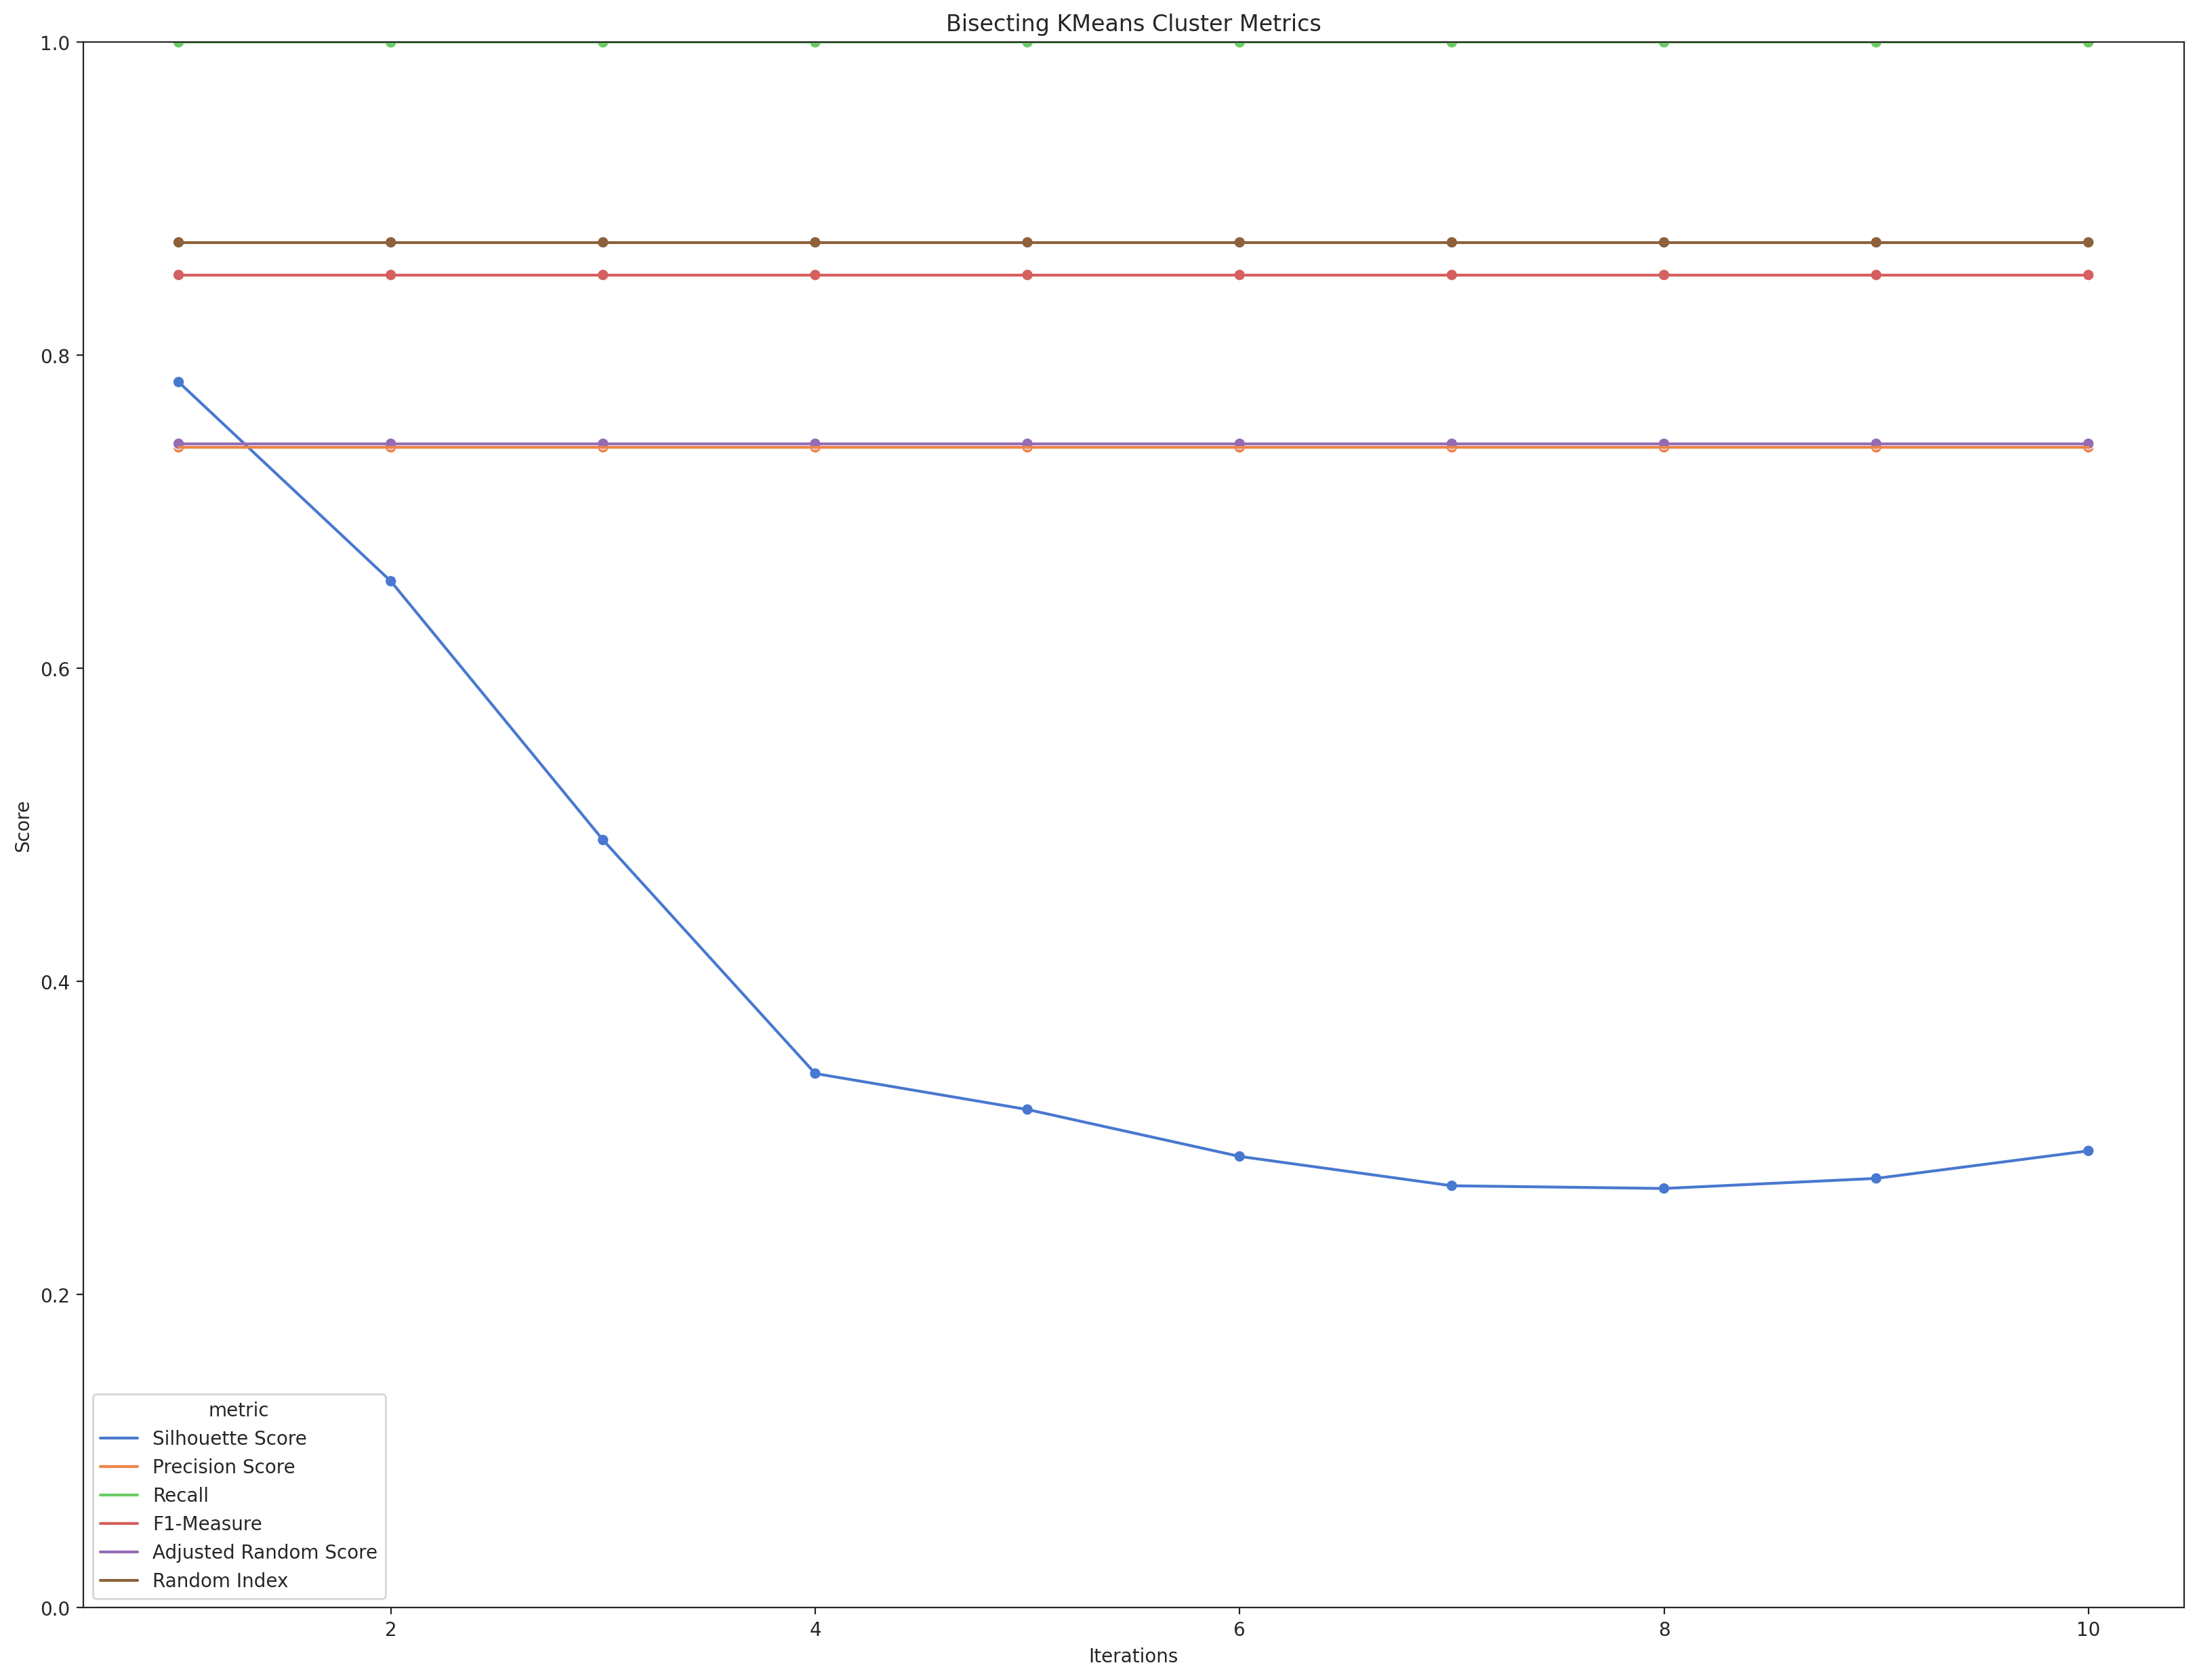 Bisecting KMeans Cluster Metrics
1.0
0.8
0.6
0.4
0.2
0.0
Score
metric
Silhouette Score
Precision Score
Recall
F1-Measure
Adjusted Random Score
Random Index
2 4 6 8 10
Iterations